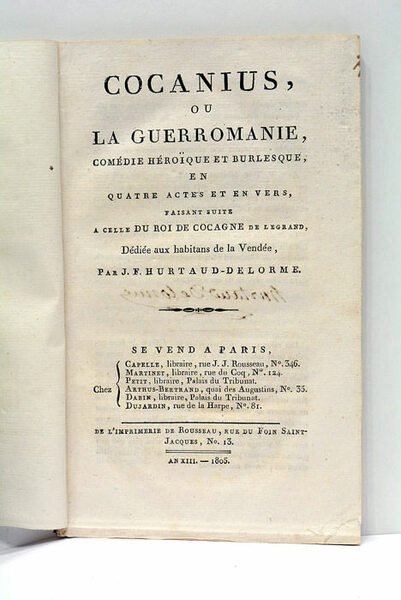 COCANIUS,
OU
LA GUERROMANIE,
COMÉDIE HÉROÏQUE ET BURLESQUE,
EN
QUATRE ACTES ET EN VERS,
FAISANT SUITE
A CELLE DU ROI DE COCAGNE DE LEGRAND,
Dédiée aux habitans de la Vendée,
PAR J. F. HURTAUD-DELORME.
SE VEND A PARIS,
CAPELLE, libraire, rue J. J. Rousseau, No. 346.
MARTINET, libraire, rue du Coq, No. 124.
PETIT, libraire, Palais du Tribunat.
Chez ARTHUS-BERTRAND, quai des Augustins, No. 35.
DABIN, libraire, Palais du Tribunat.
DUJARDIN, rue de la Harpe, No. 81.
DE L'IMPRIMERIE DE ROUSSEAU, RUE DU FOIN SAINT-
JACQUES, No. 13.
AN XIII. — 1805.